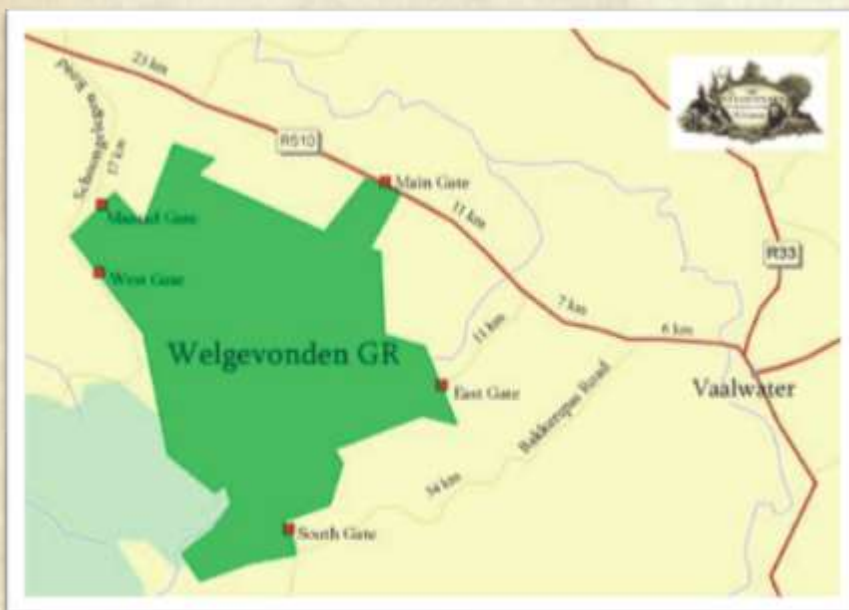 23 km
R510
Schoongelegen Road
17 km
Main Gate
11 km
Gate
West Gate
R33
7 km
6 km
Welgevonden GR
11 km
East Gate
Vaalwater
Bakkerspas Road
34 km
South Gate